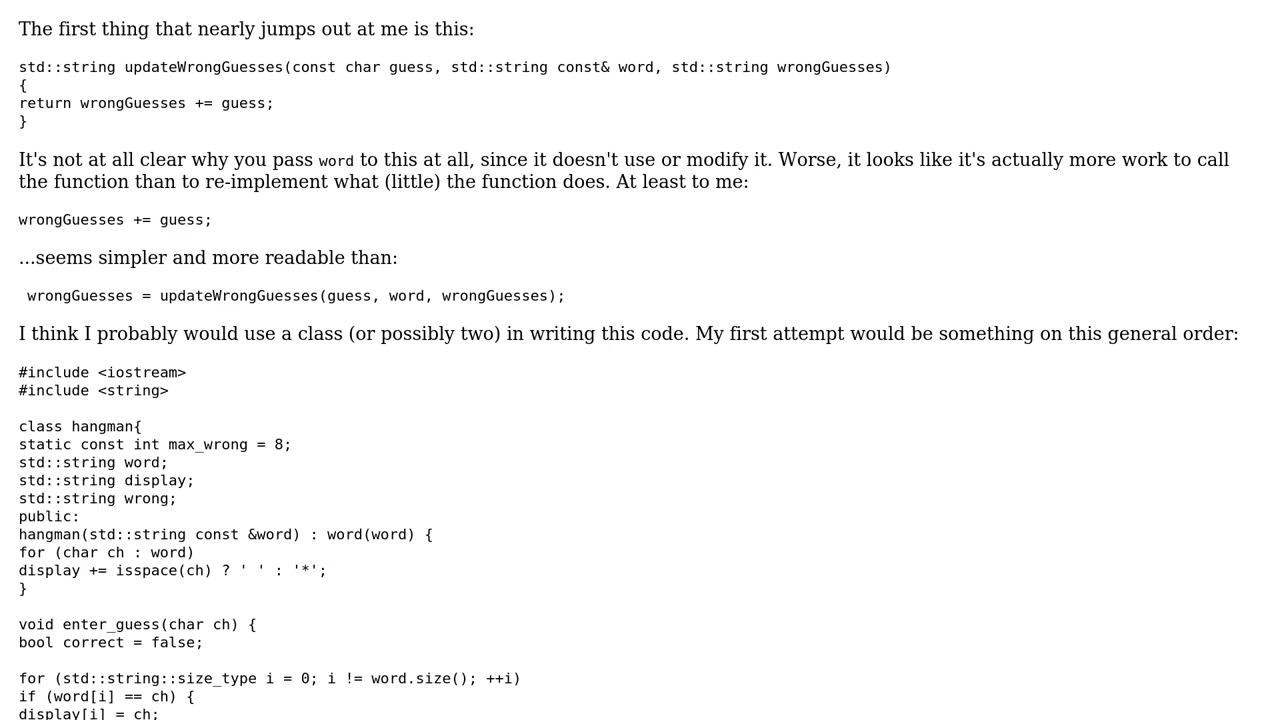 The first thing that nearly jumps out at me is this:
std::string updateWrongGuesses(const char guess, std::string const& word, std::string wrongGuesses)
{
return wrongGuesses += guess;
}
It's not at all clear why you pass word to this at all, since it doesn't use or modify it. Worse, it looks like it's actually more work to call
the function than to re-implement what (little) the function does. At least to me:
wrongGuesses += guess;
...seems simpler and more readable than:
wrongGuesses = updateWrongGuesses(guess, word, wrongGuesses);
I think I probably would use a class (or possibly two) in writing this code. My first attempt would be something on this general order:
#include <iostream>
#include <string>
class hangman{
static const int max_wrong = 8;
std::string word;
std::string display;
std::string wrong;
public:
hangman(std::string const &word) : word(word) {
for (char ch : word)
display += isspace(ch) ? ' ' : '*';
}
void enter_guess(char ch) {
bool correct = false;
for (std::string::size_type i = 0; i != word.size(); ++i)
if (word[i] == ch) {
display[i] = ch;